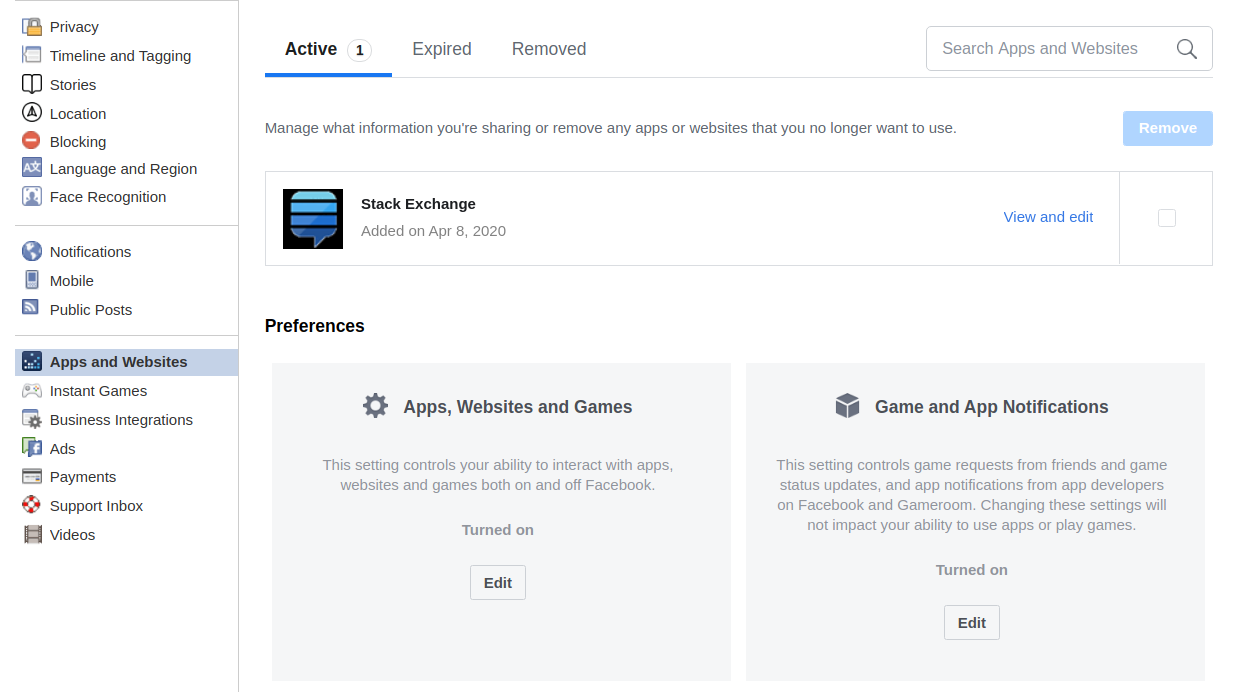 Privacy
Timeline and Tagging
Stories
Location
Blocking
Language and Region
Face Recognition
Notifications
Mobile
Public Posts
Apps and Websites
Instant Games
Business Integrations
Ads
Payments
Support Inbox
Videos
Active 1 Expired Removed
Search Apps and Websites
Manage what information you're sharing or remove any apps or websites that you no longer want to use.
Remove
Stack Exchange
Added on Apr 8, 2020
View and edit
Preferences
Apps, Websites and Games
This setting controls your ability to interact with apps,
websites and games both on and off Facebook.
Turned on
Edit
Game and App Notifications
This setting controls game requests from friends and game
status updates, and app notifications from app developers
on Facebook and Gameroom. Changing these settings will
not impact your ability to use apps or play games.
Turned on
Edit